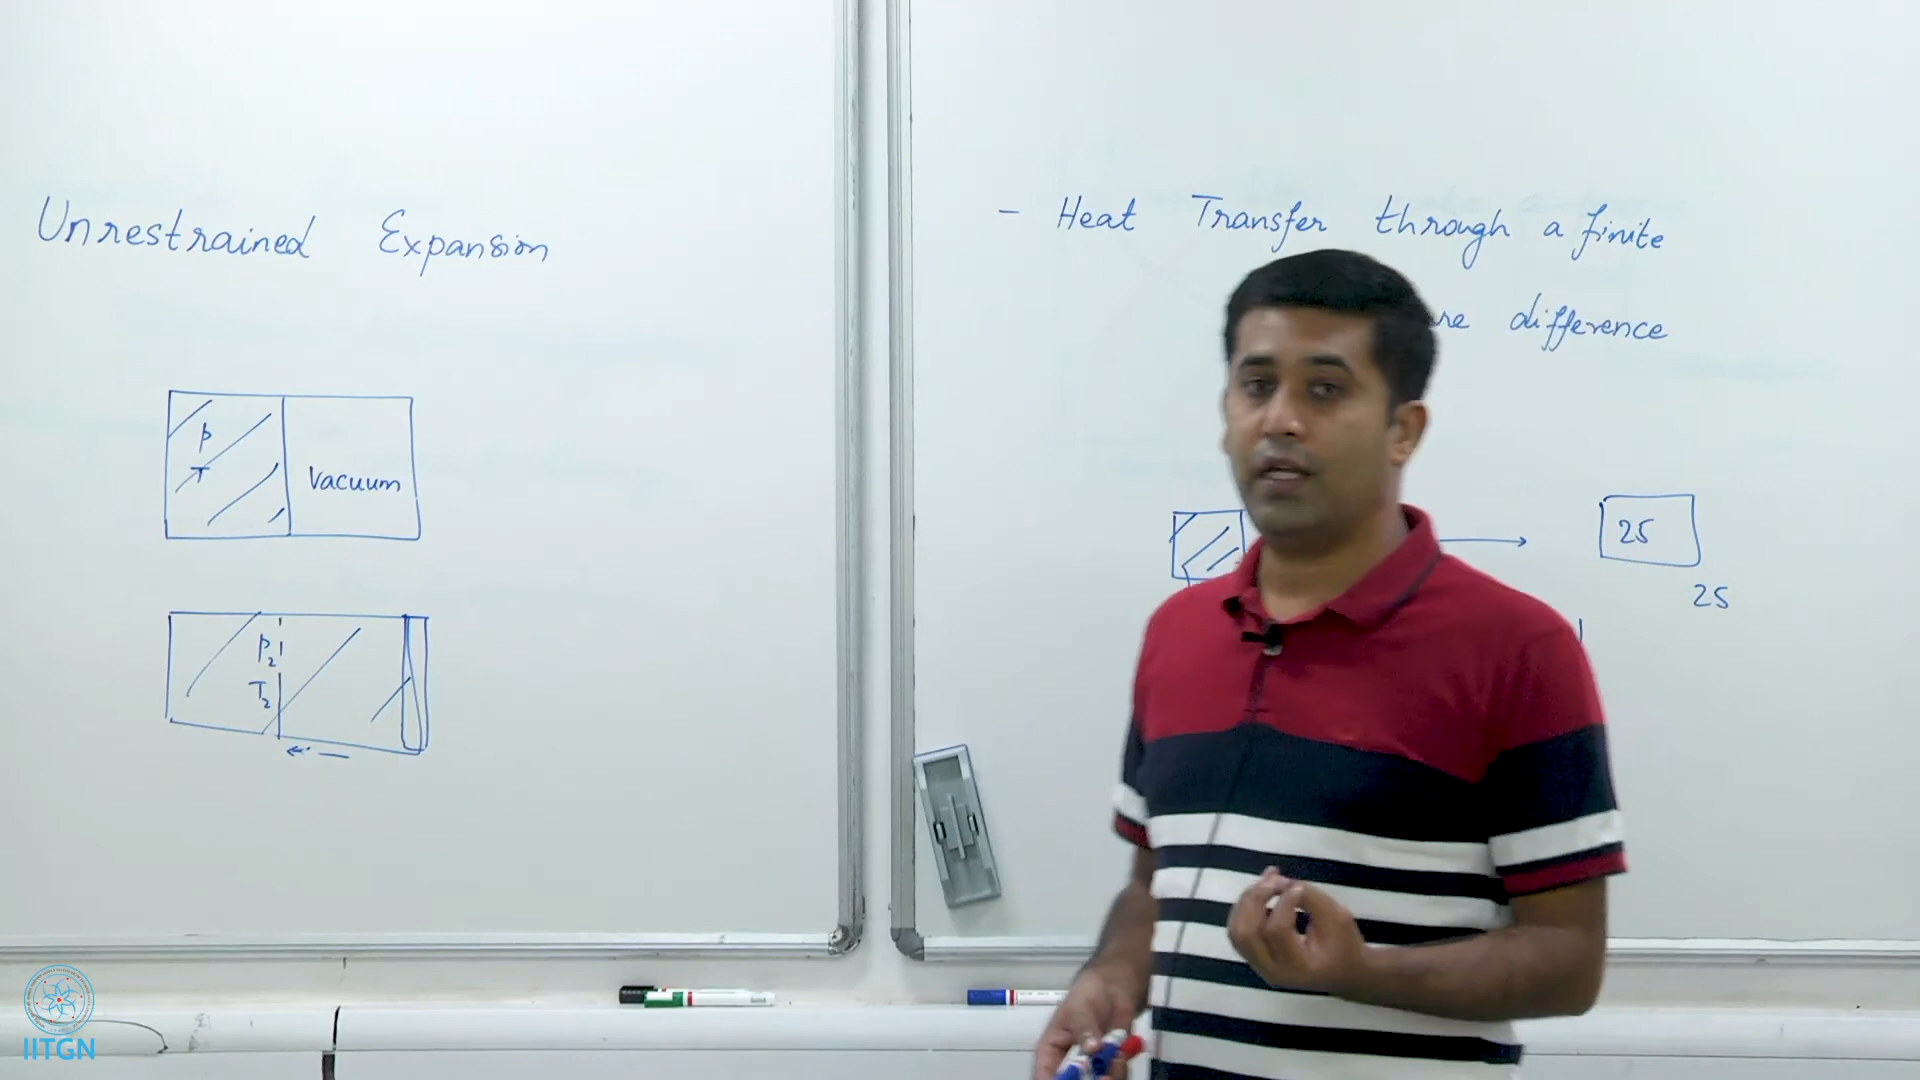 Unrestrained Expansion
P
T
Vacuum
P2
T2
- Heat Transfer through a finite
difference
25
25
IITGN